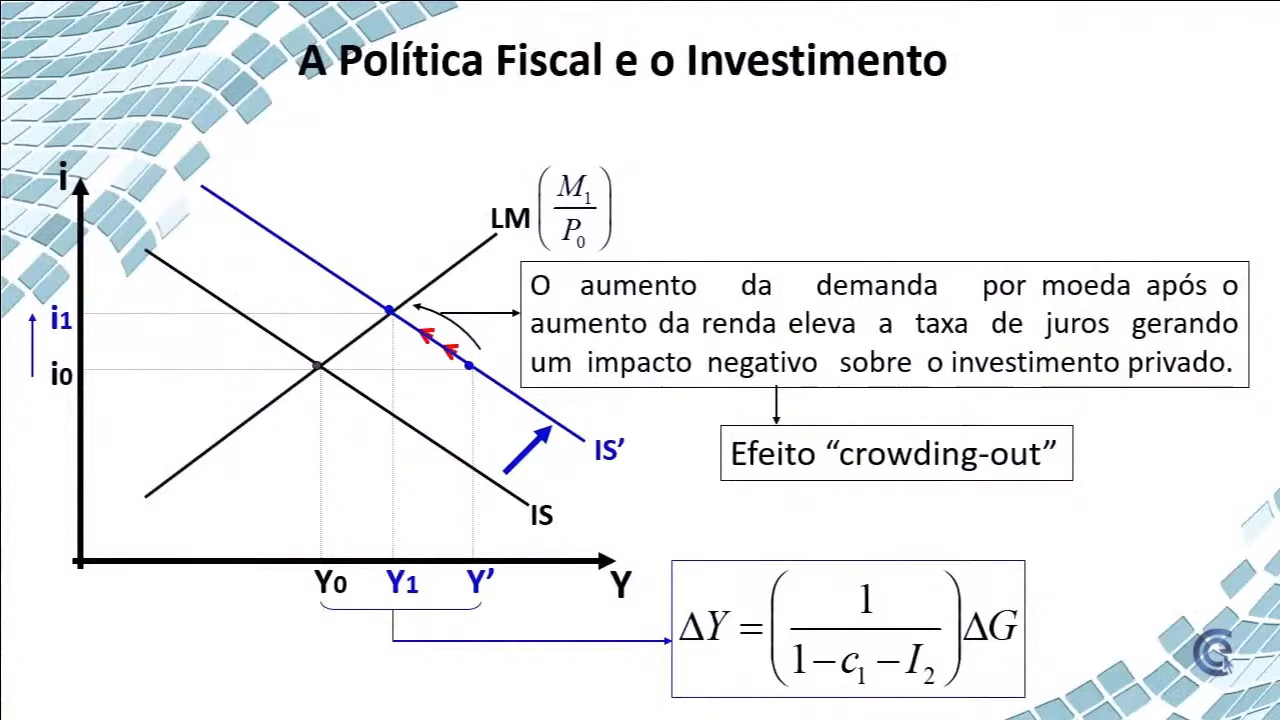 A Política Fiscal e o Investimento
i
LM (M₁/P₀)
O aumento da demanda por moeda após o
aumento da renda eleva a taxa de juros gerando
um impacto negativo sobre o investimento privado.
i₁
i₀
Efeito “crowding-out”
IS’
IS
Y₀ Y₁ Y’ Y
ΔY = (1/(1−c₁−I₂)) ΔG